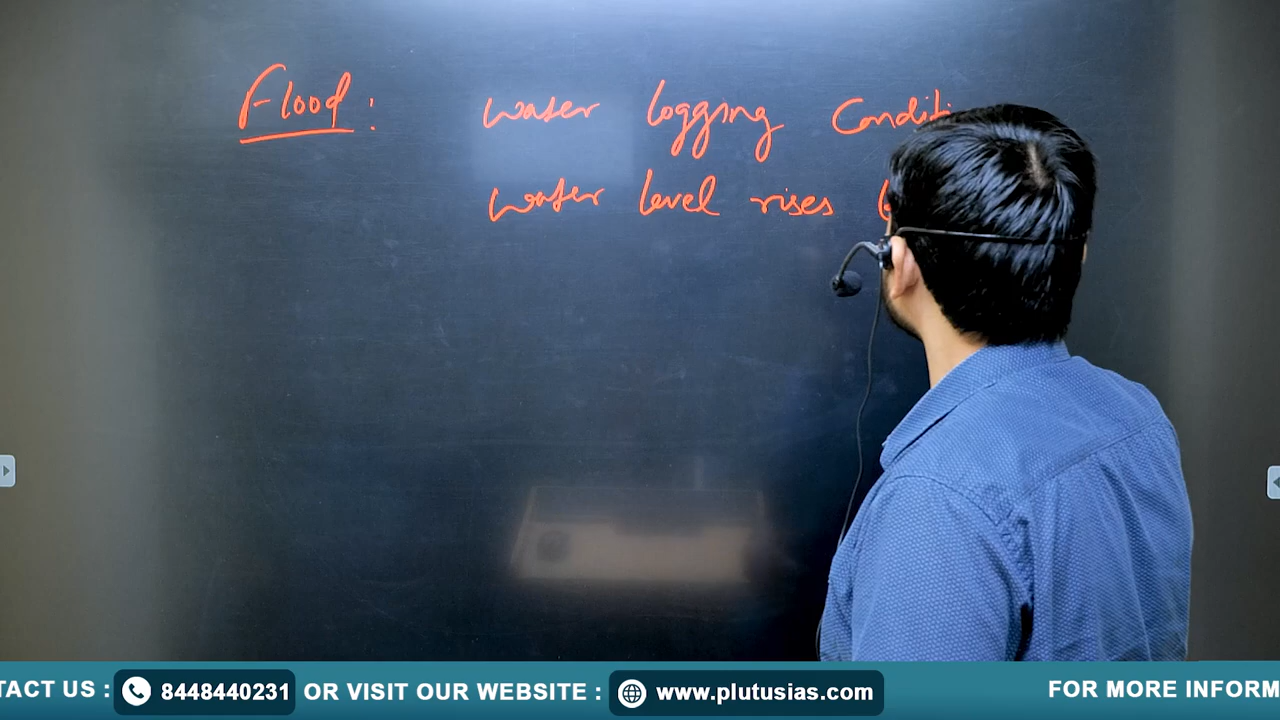 Flood : Water logging Conditi
Water level rises
TACT US : 8448440231 OR VISIT OUR WEBSITE : www.plutusias.com FOR MORE INFORM